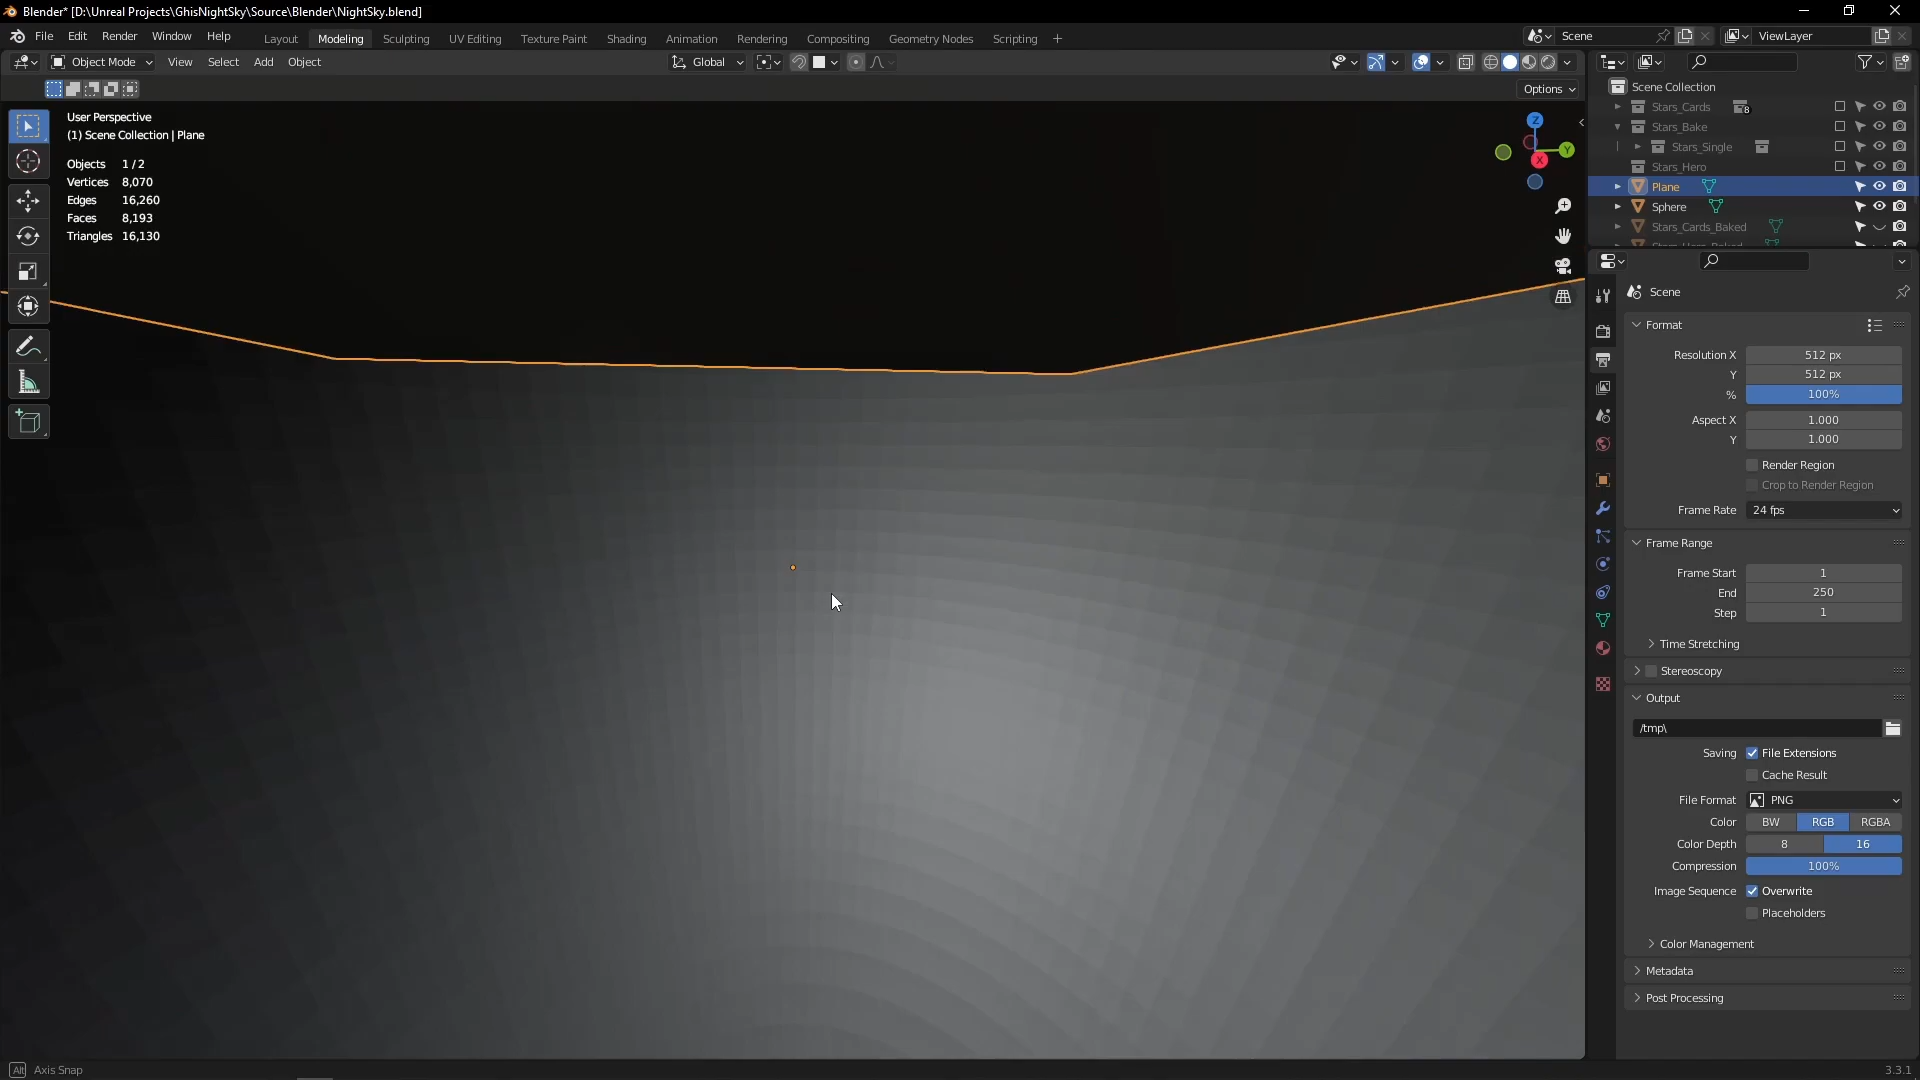 Blender* [D:\Unreal Projects\GhisNightSky\Source\Blender\NightSky.blend]
File Edit Render Window Help Layout Modeling Sculpting UV Editing Texture Paint Shading Animation Rendering Compositing Geometry Nodes Scripting + Scene ViewLayer
Object Mode View Select Add Object Global
Options
User Perspective
(1) Scene Collection | Plane
Objects 1 / 2
Vertices 8,070
Edges 16,260
Faces 8,193
Triangles 16,130
Z
Y
X
Scene Collection
Stars_Cards 8
Stars_Bake
Stars_Single
Stars_Hero
Plane
Sphere
Stars_Cards_Baked
Stars_Hero_Baked
Scene
Format
Resolution X 512 px
Y 512 px
% 100%
Aspect X 1.000
Y 1.000
Render Region
Crop to Render Region
Frame Rate 24 fps
Frame Range
Frame Start 1
End 250
Step 1
Time Stretching
Stereoscopy
Output
/tmp\
Saving File Extensions
Cache Result
File Format PNG
Color BW RGB RGBA
Color Depth 8 16
Compression 100%
Image Sequence Overwrite
Placeholders
Color Management
Metadata
Post Processing
Alt Axis Snap
3.3.1